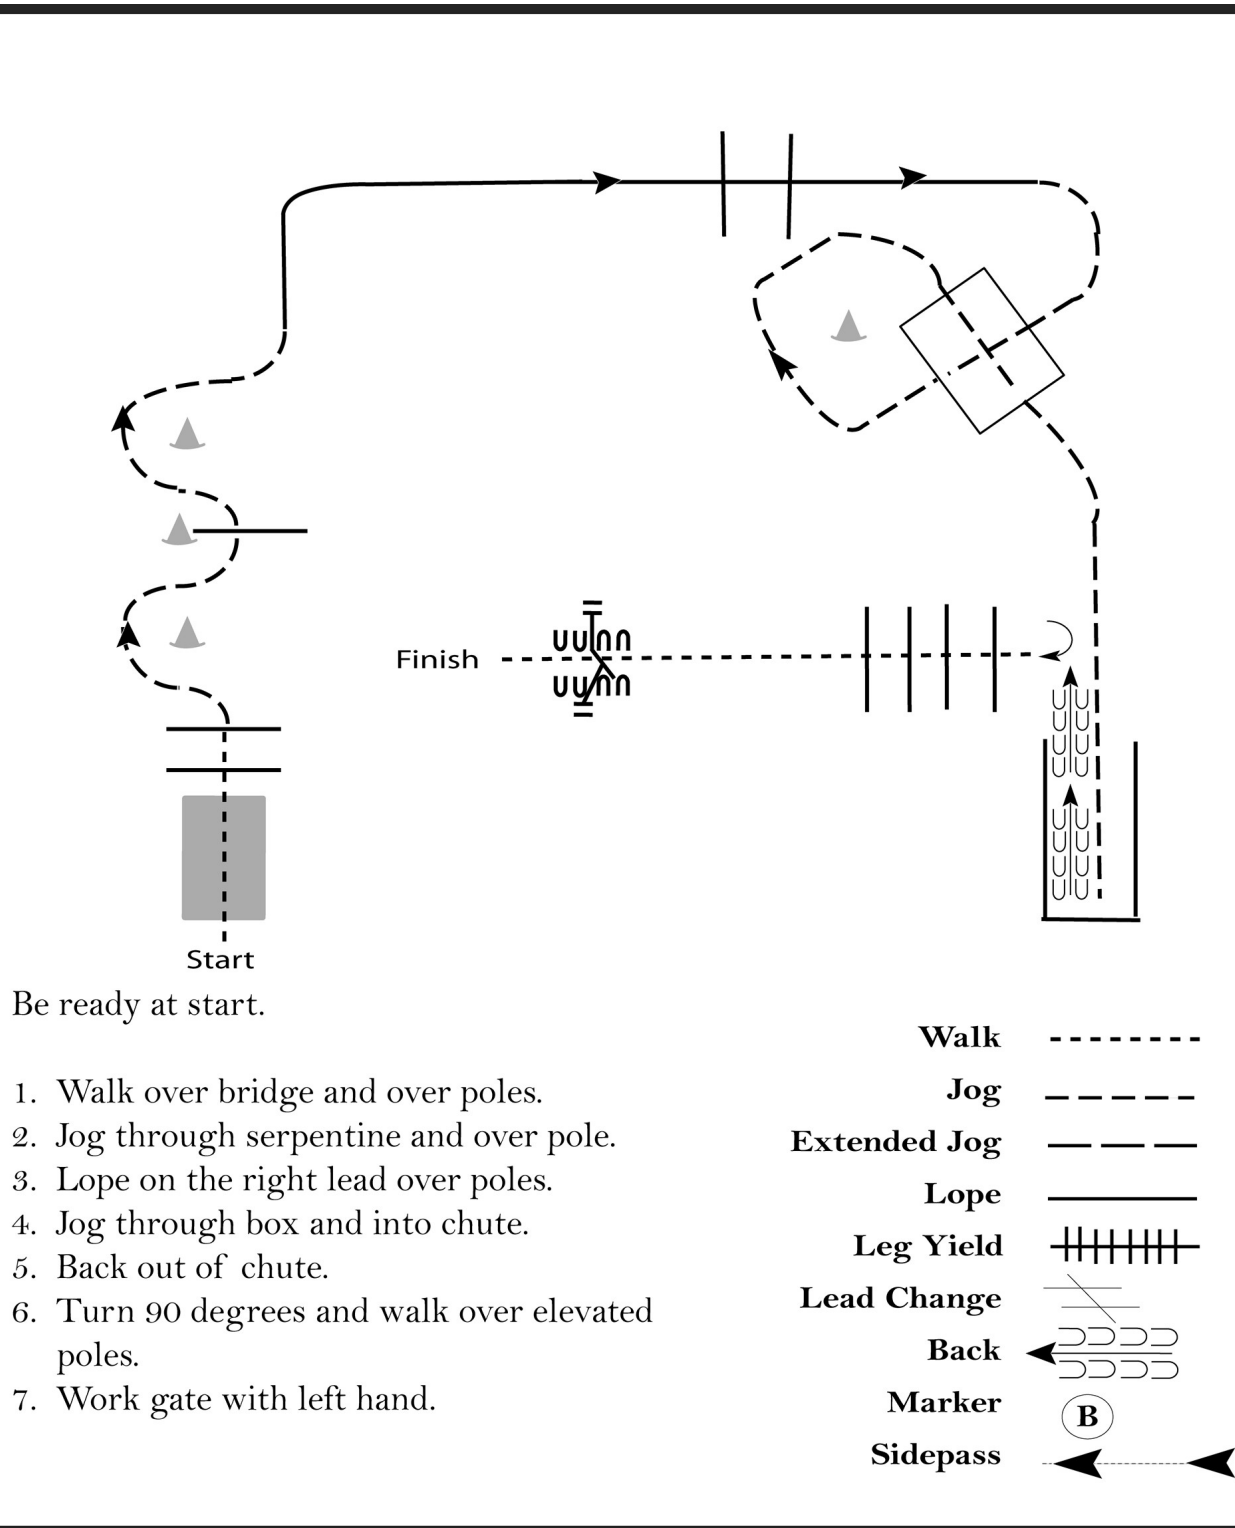 Finish
Start
Be ready at start.
1. Walk over bridge and over poles.
2. Jog through serpentine and over pole.
3. Lope on the right lead over poles.
4. Jog through box and into chute.
5. Back out of chute.
6. Turn 90 degrees and walk over elevated
poles.
7. Work gate with left hand.
Walk
Jog
Extended Jog
Lope
Leg Yield
Lead Change
Back
Marker
B
Sidepass